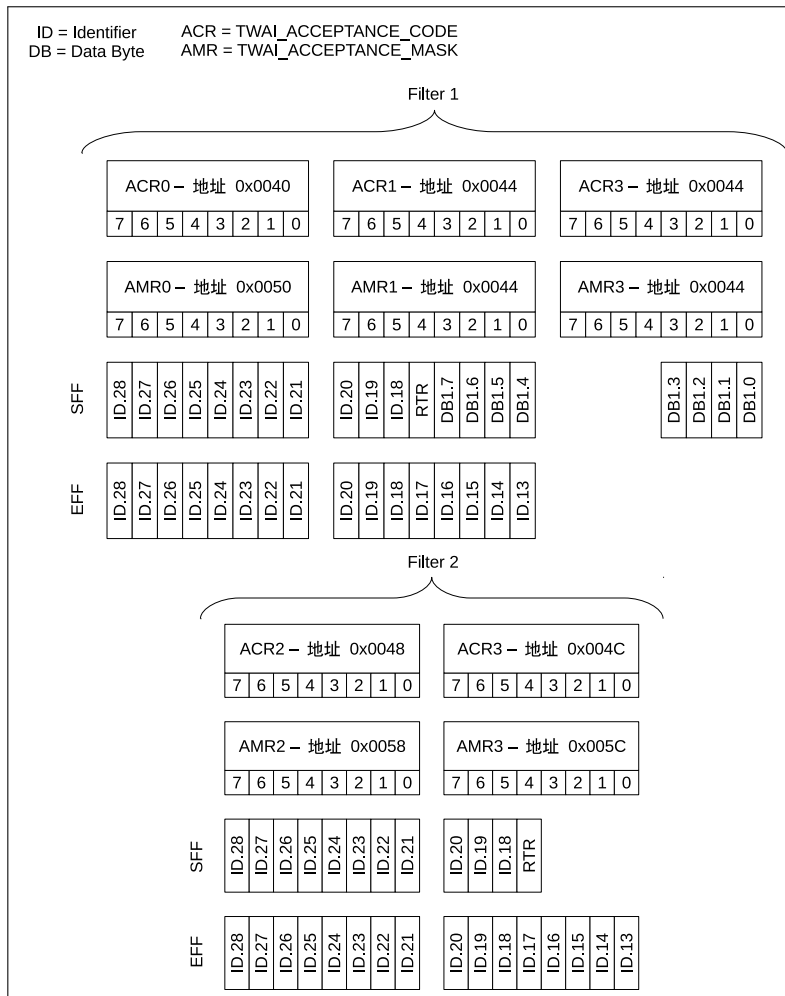 ID = Identifier ACR = TWAI_ACCEPTANCE_CODE
DB = Data Byte AMR = TWAI_ACCEPTANCE_MASK
Filter 1
ACR0 – 地址 0x0040 ACR1 – 地址 0x0044 ACR3 – 地址 0x0044
7 6 5 4 3 2 1 0 7 6 5 4 3 2 1 0 7 6 5 4 3 2 1 0
AMR0 – 地址 0x0050 AMR1 – 地址 0x0044 AMR3 – 地址 0x0044
7 6 5 4 3 2 1 0 7 6 5 4 3 2 1 0 7 6 5 4 3 2 1 0
SFF ID.28 ID.27 ID.26 ID.25 ID.24 ID.23 ID.22 ID.21 ID.20 ID.19 ID.18 RTR DB1.7 DB1.6 DB1.5 DB1.4 DB1.3 DB1.2 DB1.1 DB1.0
EFF ID.28 ID.27 ID.26 ID.25 ID.24 ID.23 ID.22 ID.21 ID.20 ID.19 ID.18 ID.17 ID.16 ID.15 ID.14 ID.13
Filter 2
ACR2 – 地址 0x0048 ACR3 – 地址 0x004C
7 6 5 4 3 2 1 0 7 6 5 4 3 2 1 0
AMR2 – 地址 0x0058 AMR3 – 地址 0x005C
7 6 5 4 3 2 1 0 7 6 5 4 3 2 1 0
SFF ID.28 ID.27 ID.26 ID.25 ID.24 ID.23 ID.22 ID.21 ID.20 ID.19 ID.18 RTR
EFF ID.28 ID.27 ID.26 ID.25 ID.24 ID.23 ID.22 ID.21 ID.20 ID.19 ID.18 ID.17 ID.16 ID.15 ID.14 ID.13